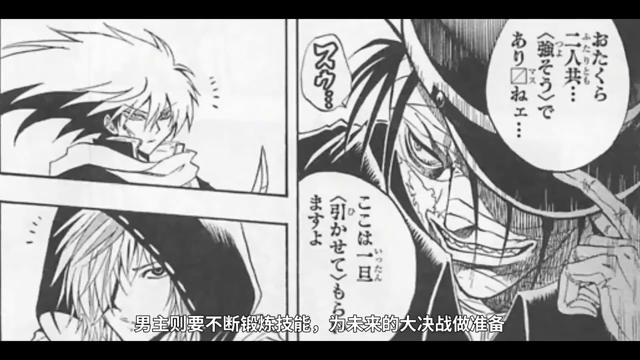 おたくら
二人共…
〈強そう〉で
あり〼ねェ…
スゥ…
ここは一旦
〈引かせて〉もら
ますよ
男主则要不断锻炼技能，为未来的大决战做准备